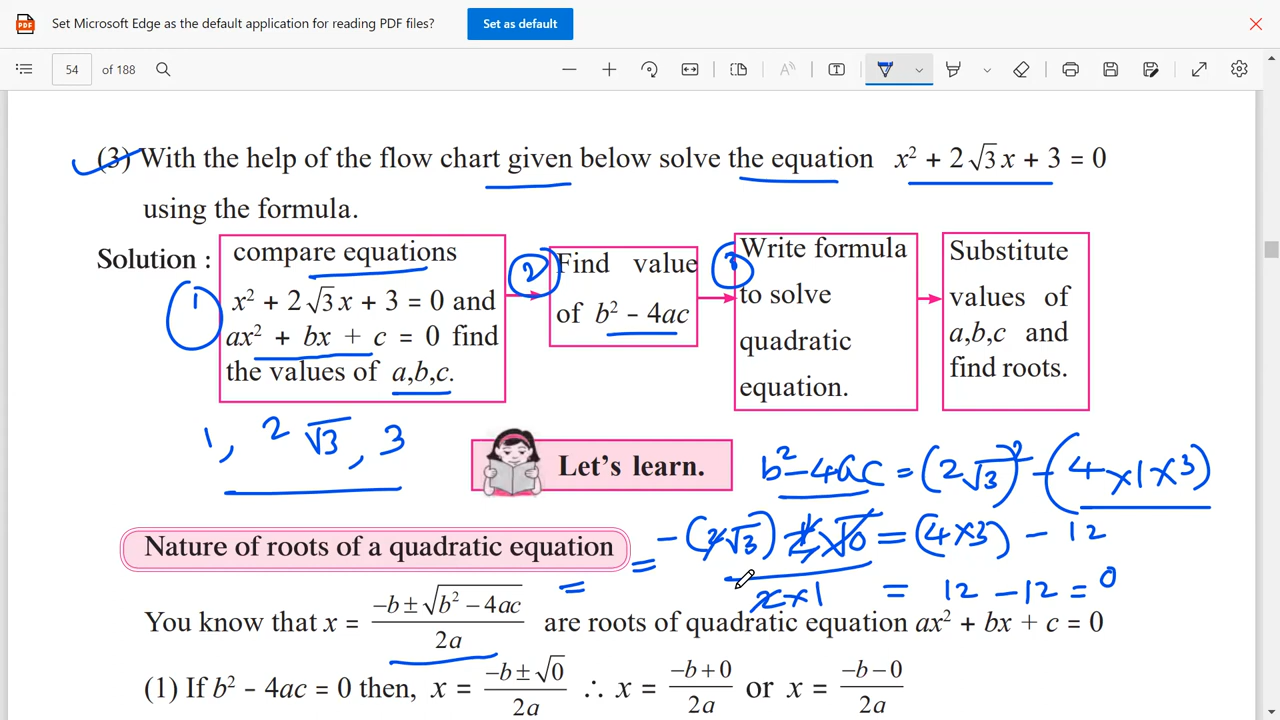 Set Microsoft Edge as the default application for reading PDF files? Set as default
54 of 188
(3) With the help of the flow chart given below solve the equation x² + 2√3x + 3 = 0
using the formula.
Solution :
compare equations
x² + 2√3x + 3 = 0 and
ax² + bx + c = 0 find
the values of a,b,c.
Find value
of b² - 4ac
Write formula
to solve
quadratic
equation.
Substitute
values of
a,b,c and
find roots.
1
2
3
1, 2√3, 3
Let's learn.
b²-4ac = (2√3)² - (4×1×3)
= (4×3) - 12
= 12 - 12 = 0
Nature of roots of a quadratic equation
You know that x = (-b ± √(b² - 4ac))/2a are roots of quadratic equation ax² + bx + c = 0
(1) If b² - 4ac = 0 then, x = (-b ± √0)/2a ∴ x = (-b + 0)/2a or x = (-b - 0)/2a